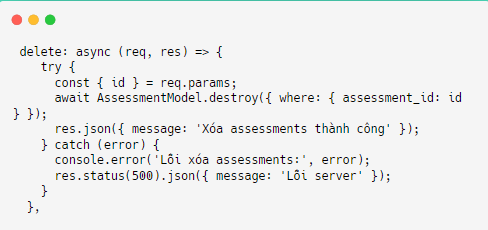 delete: async (req, res) => {
try {
const { id } = req.params;
await AssessmentModel.destroy({ where: { assessment_id: id
} });
res.json({ message: 'Xóa assessments thành công' });
} catch (error) {
console.error('Lỗi xóa assessments:', error);
res.status(500).json({ message: 'Lỗi server' });
}
},